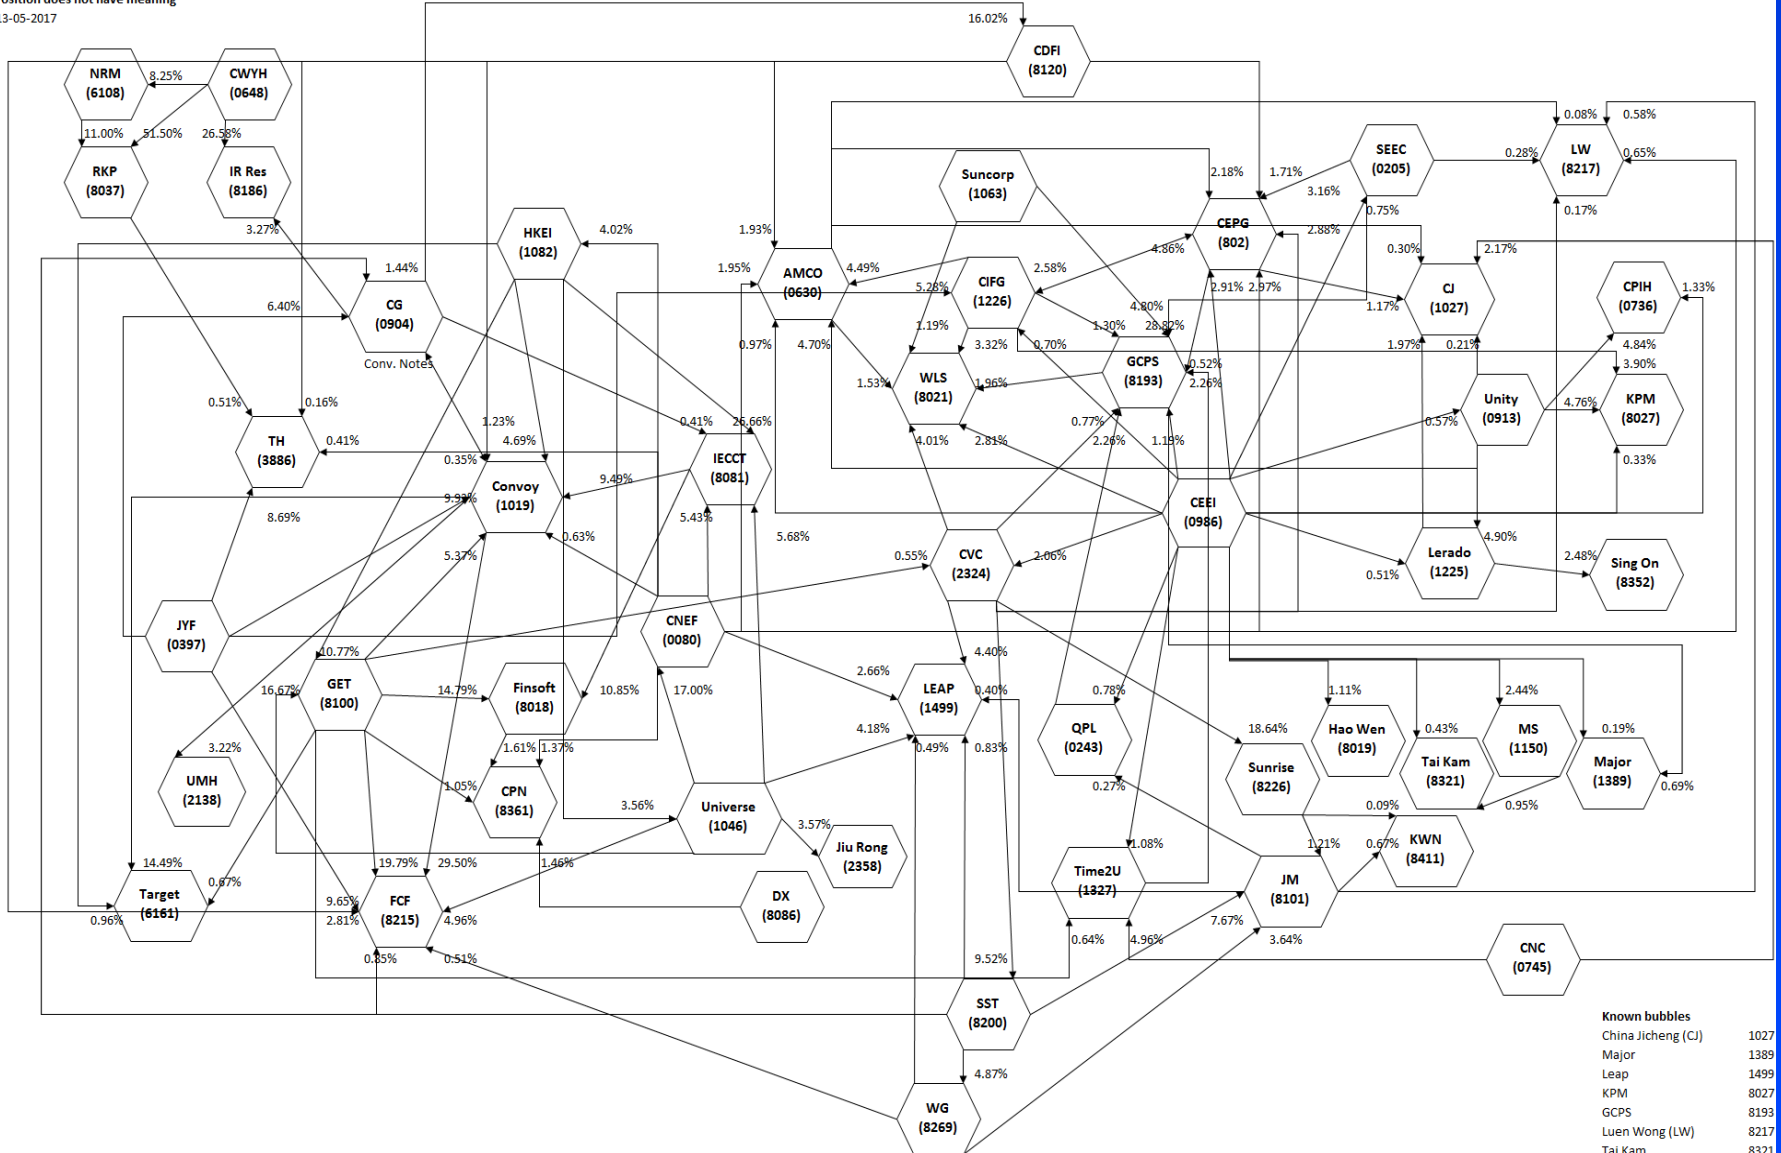 osition does not have meaning
13-05-2017
16.02%
CDFI
(8120)
NRM
(6108)
8.25%
CWYH
(0648)
11.00%
51.50%
26.58%
RKP
(8037)
IR Res
(8186)
3.27%
0.08%
0.58%
SEEC
(0205)
0.28%
LW
(8217)
0.65%
0.17%
Suncorp
(1063)
2.18%
1.71%
3.16%
0.75%
CEPG
(802)
2.88%
4.86%
2.91%
2.97%
HKEI
(1082)
4.02%
1.93%
1.95%
AMCO
(0630)
4.49%
0.97%
4.70%
5.28%
CIFG
(1226)
2.58%
0.30%
2.17%
CJ
(1027)
1.17%
1.97%
0.21%
CPIH
(0736)
1.33%
4.84%
1.44%
6.40%
CG
(0904)
Conv. Notes
1.19%
3.32%
0.70%
4.80%
1.30%
28.82%
GCPS
(8193)
0.52%
2.26%
1.53%
WLS
(8021)
1.96%
4.01%
2.81%
0.77%
2.26%
1.19%
3.90%
Unity
(0913)
0.57%
4.76%
KPM
(8027)
0.33%
0.51%
0.16%
TH
(3886)
0.41%
8.69%
1.23%
4.69%
0.35%
Convoy
(1019)
9.93%
9.49%
5.37%
0.63%
0.41%
26.66%
IECCT
(8081)
5.43%
5.68%
CEEI
(0986)
0.55%
CVC
(2324)
2.06%
0.51%
Lerado
(1225)
4.90%
2.48%
Sing On
(8352)
JYF
(0397)
CNEF
(0080)
10.77%
16.67%
GET
(8100)
14.79%
Finsoft
(8018)
10.85%
17.00%
2.66%
4.40%
LEAP
(1499)
0.40%
4.18%
0.49%
0.83%
0.78%
QPL
(0243)
0.27%
18.64%
Sunrise
(8226)
1.11%
Hao Wen
(8019)
0.43%
Tai Kam
(8321)
2.44%
MS
(1150)
0.95%
0.19%
Major
(1389)
0.69%
3.22%
UMH
(2138)
1.61%
1.37%
1.05%
CPN
(8361)
1.46%
3.56%
Universe
(1046)
3.57%
Jiu Rong
(2358)
0.09%
1.21%
0.67%
KWN
(8411)
1.08%
Time2U
(1327)
0.64%
4.96%
JM
(8101)
7.67%
3.64%
14.49%
0.67%
Target
(6161)
0.96%
19.79%
29.50%
9.65%
2.81%
FCF
(8215)
4.96%
0.85%
0.51%
DX
(8086)
CNC
(0745)
9.52%
SST
(8200)
4.87%
WG
(8269)
Known bubbles
China Jicheng (CJ) 1027
Major 1389
Leap 1499
KPM 8027
GCPS 8193
Luen Wong (LW) 8217
Tai Kam 8321